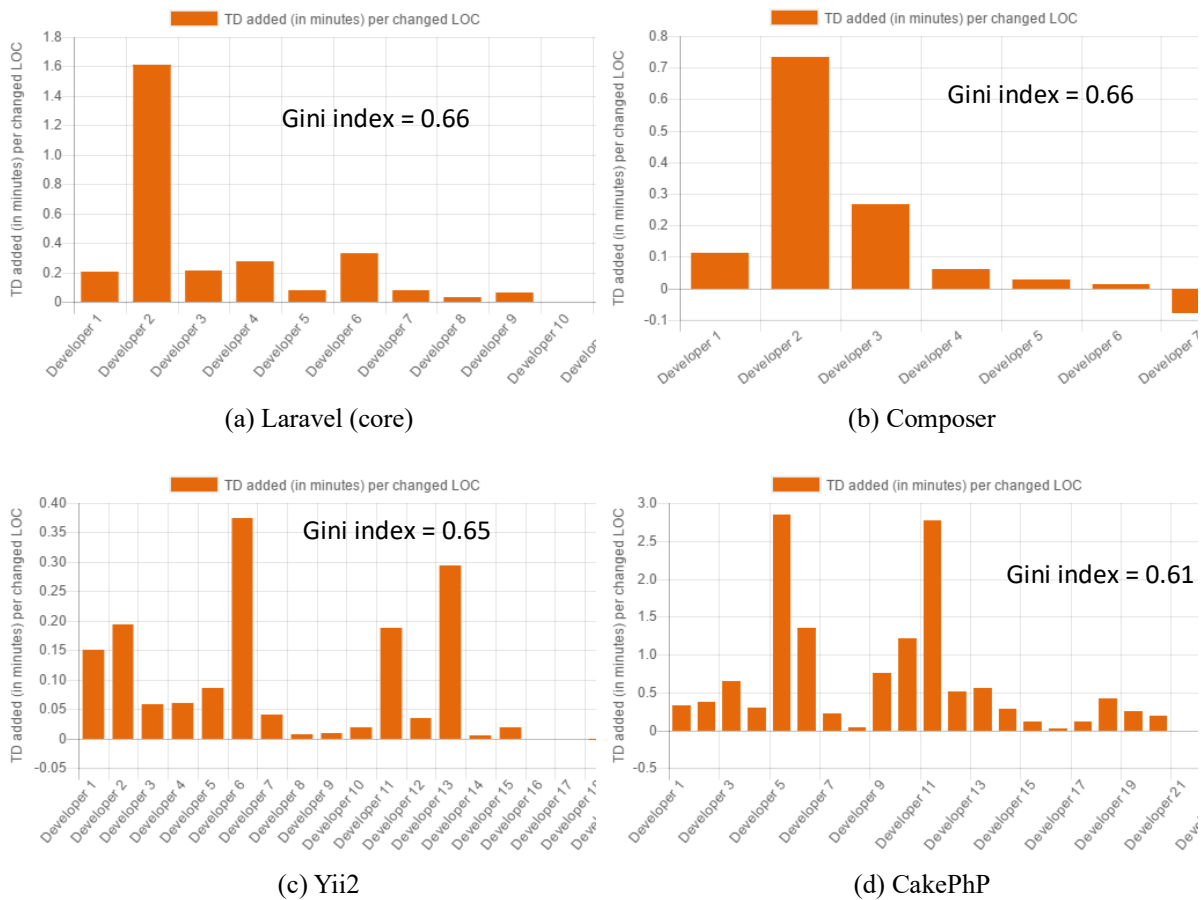 TD added (in minutes) per changed LOC
TD added (in minutes) per changed LOC
1.8
1.6
1.4
1.2
1.0
0.8
0.6
0.4
0.2
0
Gini index = 0.66
Developer 1
Developer 2
Developer 3
Developer 4
Developer 5
Developer 6
Developer 7
Developer 8
Developer 9
Developer 10
(a) Laravel (core)
TD added (in minutes) per changed LOC
TD added (in minutes) per changed LOC
0.8
0.7
0.6
0.5
0.4
0.3
0.2
0.1
0
-0.1
Gini index = 0.66
Developer 1
Developer 2
Developer 3
Developer 4
Developer 5
Developer 6
Developer 7
(b) Composer
TD added (in minutes) per changed LOC
TD added (in minutes) per changed LOC
0.40
0.35
0.30
0.25
0.20
0.15
0.10
0.05
0
-0.05
Gini index = 0.65
Developer 1
Developer 2
Developer 3
Developer 4
Developer 5
Developer 6
Developer 7
Developer 8
Developer 9
Developer 10
Developer 11
Developer 12
Developer 13
Developer 14
Developer 15
Developer 16
Developer 17
(c) Yii2
TD added (in minutes) per changed LOC
TD added (in minutes) per changed LOC
3.0
2.5
2.0
1.5
1.0
0.5
0
-0.5
Gini index = 0.61
Developer 1
Developer 3
Developer 5
Developer 7
Developer 9
Developer 11
Developer 13
Developer 15
Developer 17
Developer 19
Developer 21
(d) CakePhP